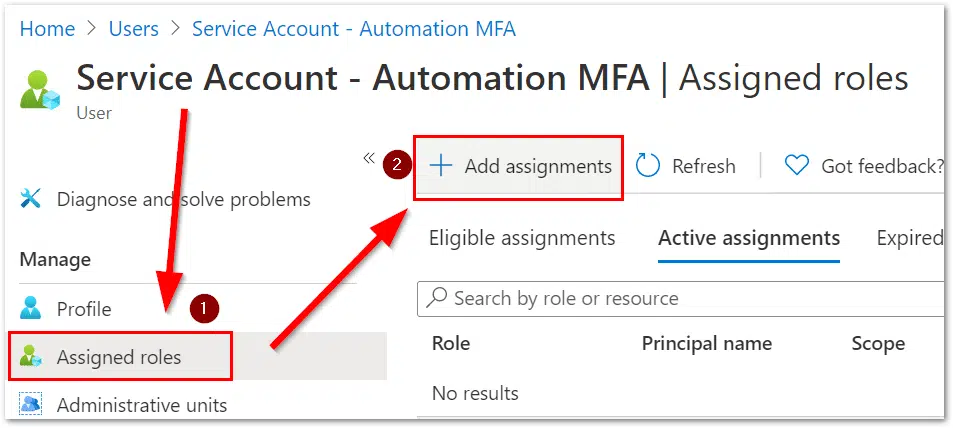 Home > Users > Service Account - Automation MFA
Service Account - Automation MFA | Assigned roles
User
« 2 + Add assignments Refresh | Got feedback?
Diagnose and solve problems
Eligible assignments Active assignments Expired
Manage
Profile 1
Search by role or resource
Assigned roles
Role Principal name Scope
No results
Administrative units